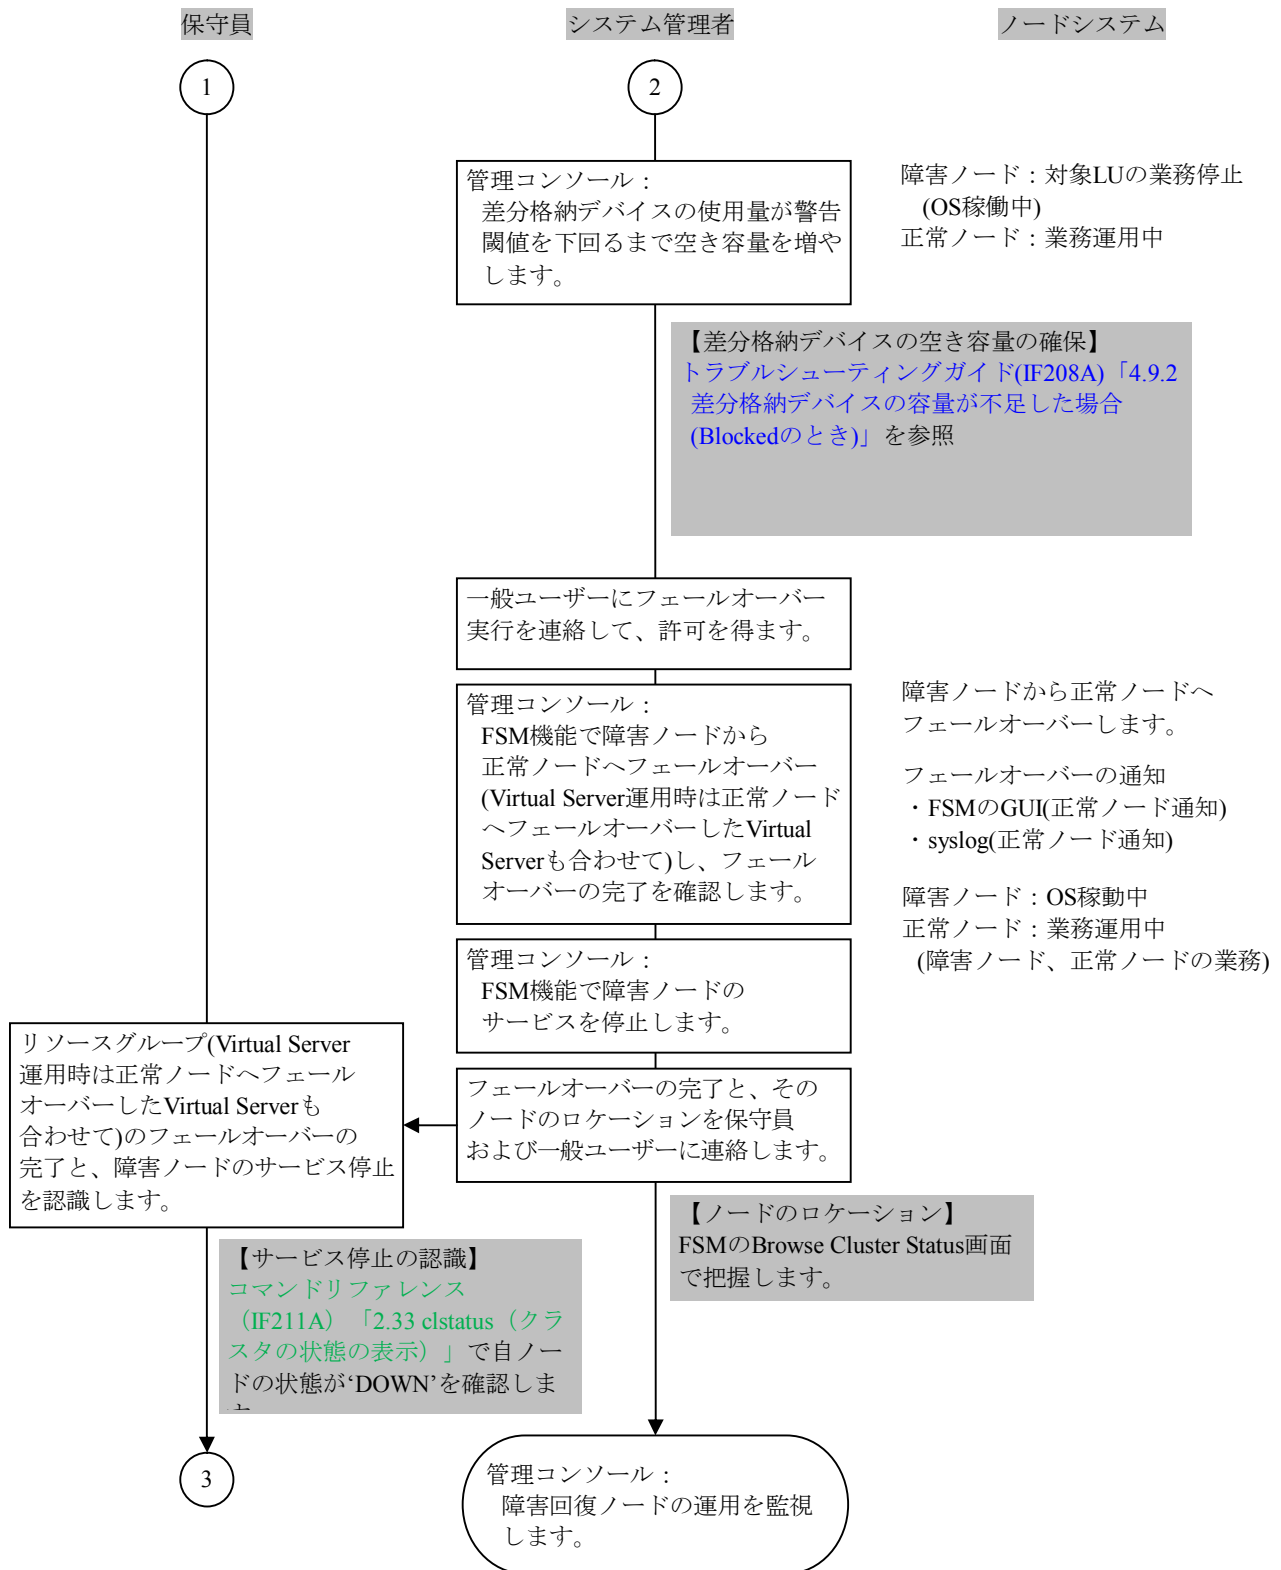 保守員
システム管理者
ノードシステム
1
2
管理コンソール：
差分格納デバイスの使用量が警告
閾値を下回るまで空き容量を増や
します。
障害ノード：対象LUの業務停止
(OS稼働中)
正常ノード：業務運用中
【差分格納デバイスの空き容量の確保】
トラブルシューティングガイド(IF208A)「4.9.2
差分格納デバイスの容量が不足した場合
(Blockedのとき)」を参照
一般ユーザーにフェールオーバー
実行を連絡して、許可を得ます。
管理コンソール：
FSM機能で障害ノードから
正常ノードへフェールオーバー
(Virtual Server運用時は正常ノード
へフェールオーバーしたVirtual
Serverも合わせて)し、フェール
オーバーの完了を確認します。
障害ノードから正常ノードへ
フェールオーバーします。
フェールオーバーの通知
・FSMのGUI(正常ノード通知)
・syslog(正常ノード通知)
障害ノード：OS稼動中
正常ノード：業務運用中
(障害ノード、正常ノードの業務)
管理コンソール：
FSM機能で障害ノードの
サービスを停止します。
フェールオーバーの完了と、その
ノードのロケーションを保守員
および一般ユーザーに連絡します。
リソースグループ(Virtual Server
運用時は正常ノードへフェール
オーバーしたVirtual Serverも
合わせて)のフェールオーバーの
完了と、障害ノードのサービス停止
を認識します。
【ノードのロケーション】
FSMのBrowse Cluster Status画面
で把握します。
【サービス停止の認識】
コマンドリファレンス
（IF211A）「2.33 clstatus（クラ
スタの状態の表示）」で自ノー
ドの状態が‘DOWN’を確認しま
3
管理コンソール：
障害回復ノードの運用を監視
します。